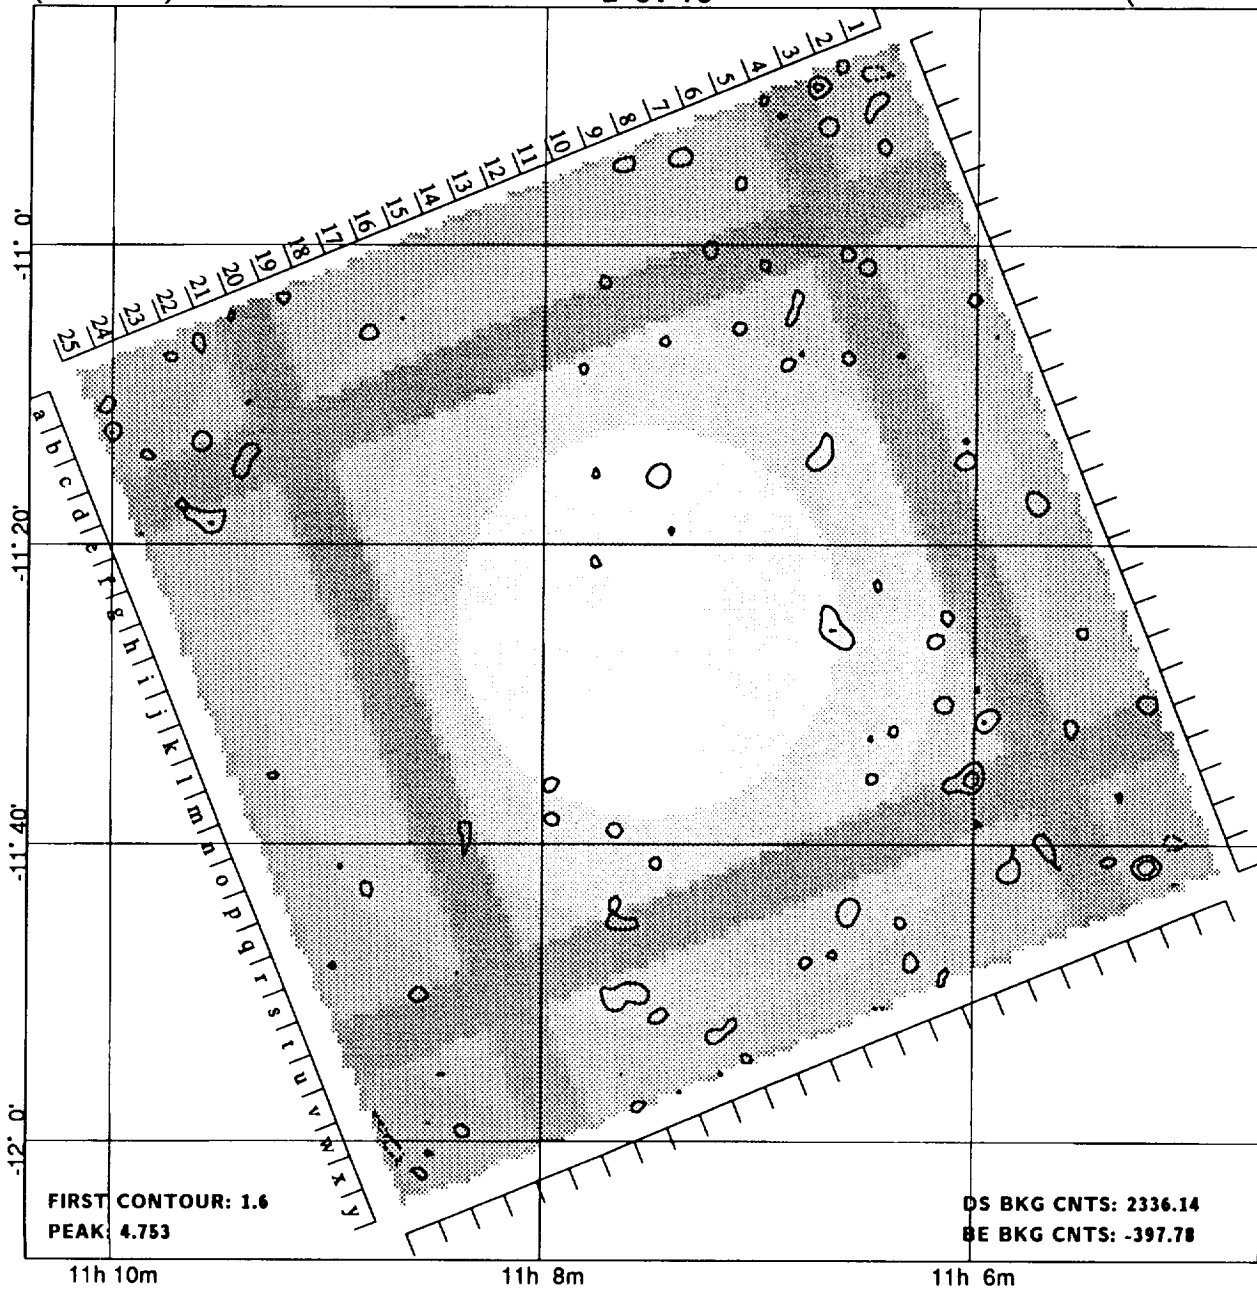 1 2 3 4 5 6 7 8 9 10 11 12 13 14 15 16 17 18 19 20 21 22 23 24 25
-11° 0'
a b c d e f g h i j k l m n o p q r s t u v w x y
-11° 20'
-11° 40'
-12° 0'
FIRST CONTOUR: 1.6
PEAK: 4.753
DS BKG CNTS: 2336.14
BE BKG CNTS: -397.78
11h 10m 11h 8m 11h 6m